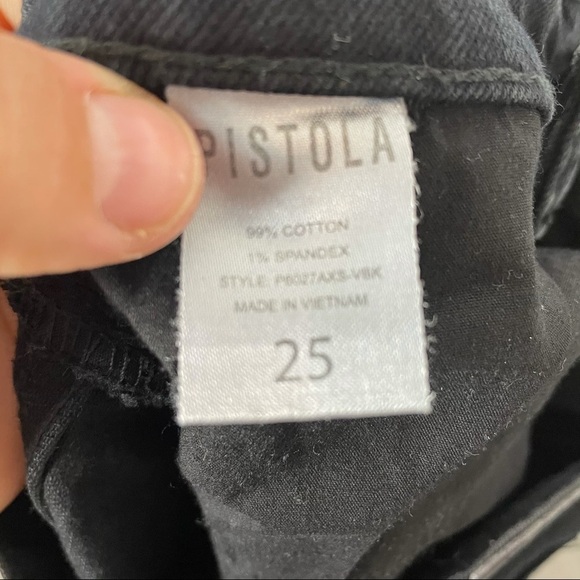 PISTOLA
99% COTTON
1% SPANDEX
STYLE: P6027AXS-VBK
MADE IN VIETNAM
25